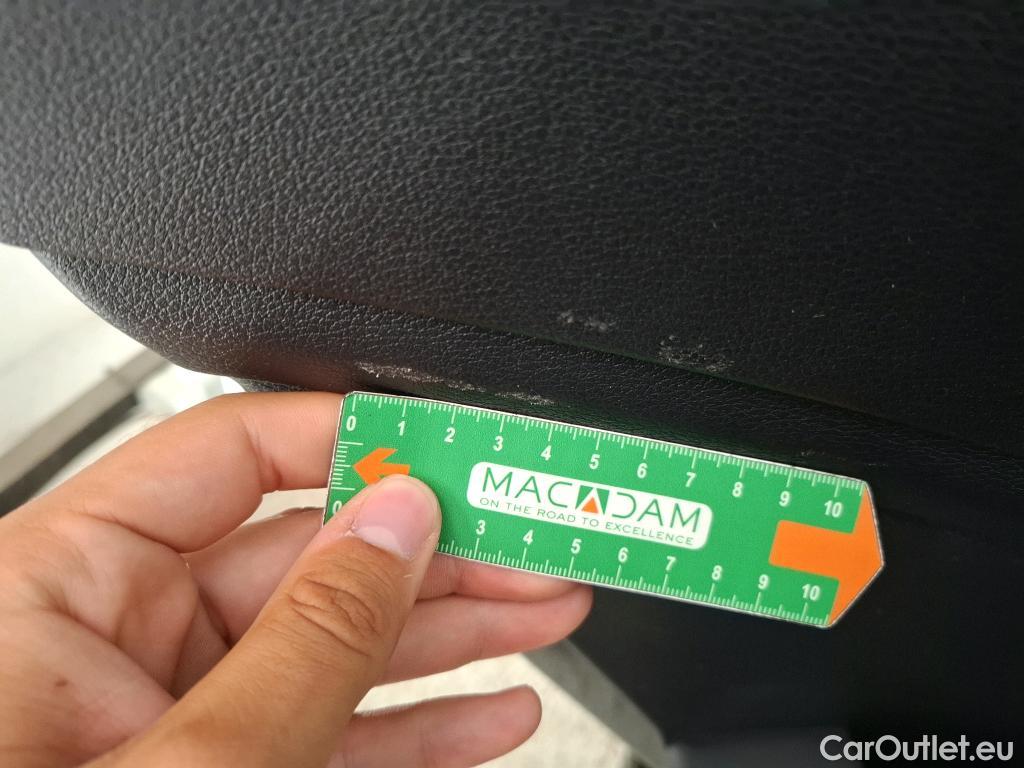 0 1 2 3 4 5 6 7 8 9 10
MACADAM
ON THE ROAD TO EXCELLENCE
0 3 4 5 6 7 8 9 10
CarOutlet.eu